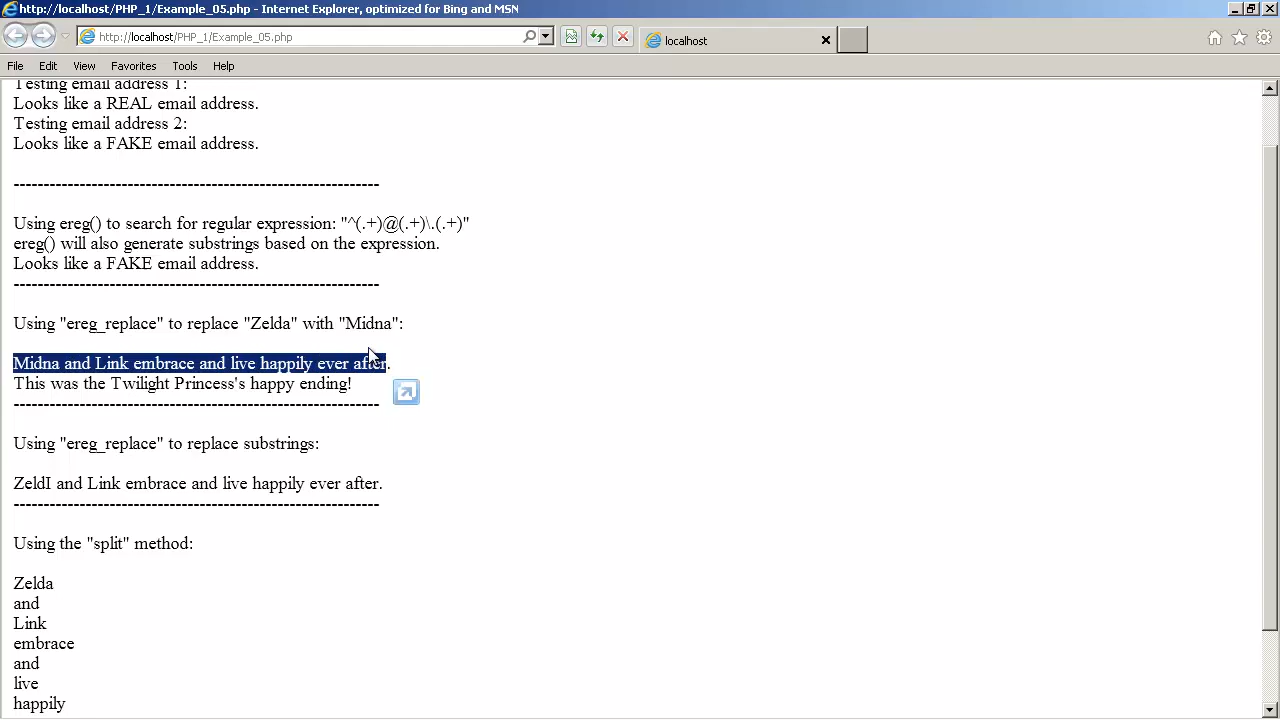 http://localhost/PHP_1/Example_05.php - Internet Explorer, optimized for Bing and MSN
http://localhost/PHP_1/Example_05.php
localhost
File Edit View Favorites Tools Help
Testing email address 1:
Looks like a REAL email address.
Testing email address 2:
Looks like a FAKE email address.
-------------------------------------------------------------
Using ereg() to search for regular expression: "^(.+)@(.+)\.(.+)"
ereg() will also generate substrings based on the expression.
Looks like a FAKE email address.
-------------------------------------------------------------
Using "ereg_replace" to replace "Zelda" with "Midna":
Midna and Link embrace and live happily ever after.
This was the Twilight Princess's happy ending!
-------------------------------------------------------------
Using "ereg_replace" to replace substrings:
ZeldI and Link embrace and live happily ever after.
-------------------------------------------------------------
Using the "split" method:
Zelda
and
Link
embrace
and
live
happily